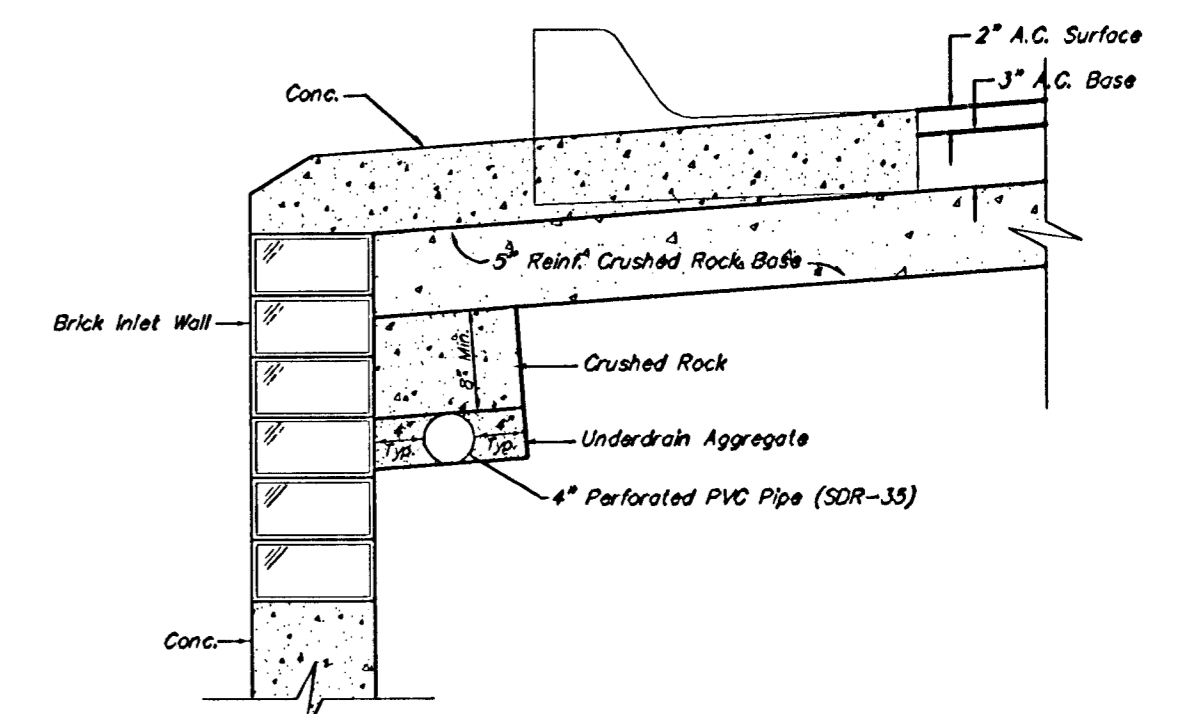 2" A.C. Surface
3" A.C. Base
Conc.
5" Reinf. Crushed Rock Base
Brick Inlet Wall
8" Min.
Crushed Rock
4" 4"
Typ. Typ.
Underdrain Aggregate
4" Perforated PVC Pipe (SDR-35)
Conc.